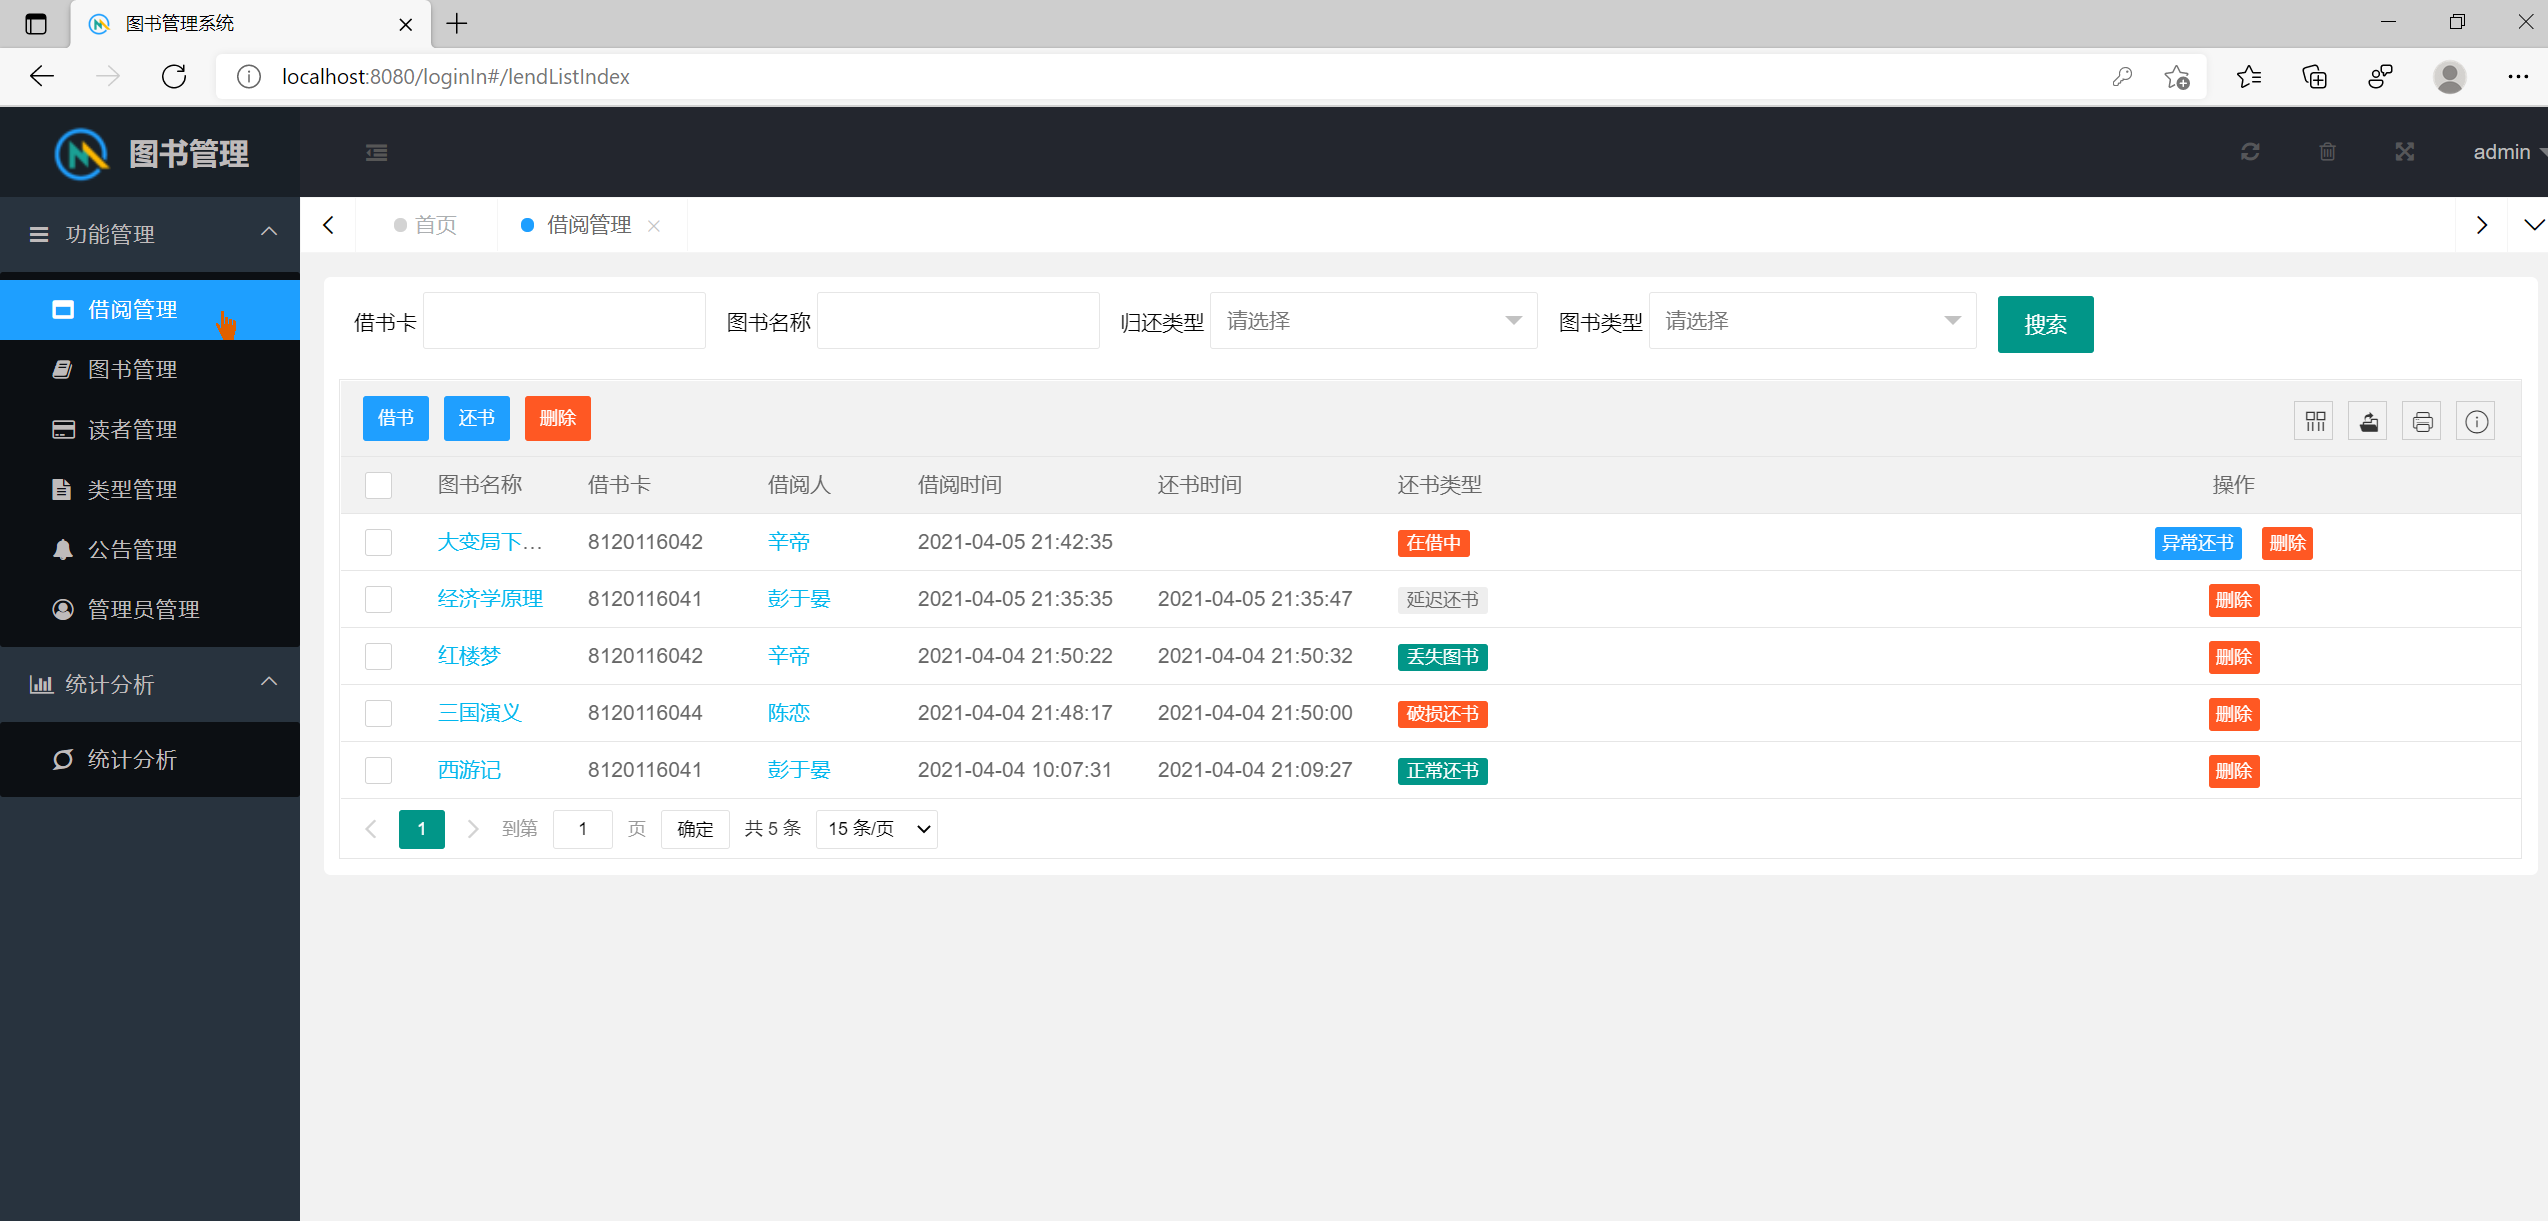 图书管理系统
localhost:8080/loginIn#/lendListIndex
图书管理
admin
功能管理
首页
借阅管理
借阅管理
图书管理
读者管理
类型管理
公告管理
管理员管理
统计分析
统计分析
借书卡 图书名称 归还类型 请选择 图书类型 请选择 搜索
借书 还书 删除
图书名称 借书卡 借阅人 借阅时间 还书时间 还书类型 操作
大变局下... 8120116042 辛帝 2021-04-05 21:42:35 在借中 异常还书 删除
经济学原理 8120116041 彭于晏 2021-04-05 21:35:35 2021-04-05 21:35:47 延迟还书 删除
红楼梦 8120116042 辛帝 2021-04-04 21:50:22 2021-04-04 21:50:32 丢失图书 删除
三国演义 8120116044 陈恋 2021-04-04 21:48:17 2021-04-04 21:50:00 破损还书 删除
西游记 8120116041 彭于晏 2021-04-04 10:07:31 2021-04-04 21:09:27 正常还书 删除
1 到第 1 页 确定 共 5 条 15 条/页